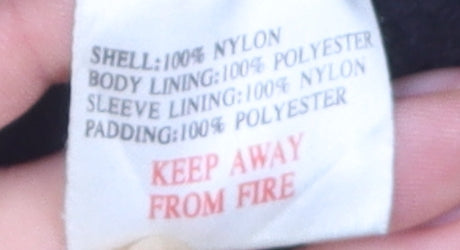 SHELL:100% NYLON
BODY LINING:100% POLYESTER
SLEEVE LINING:100% NYLON
PADDING:100% POLYESTER
KEEP AWAY
FROM FIRE